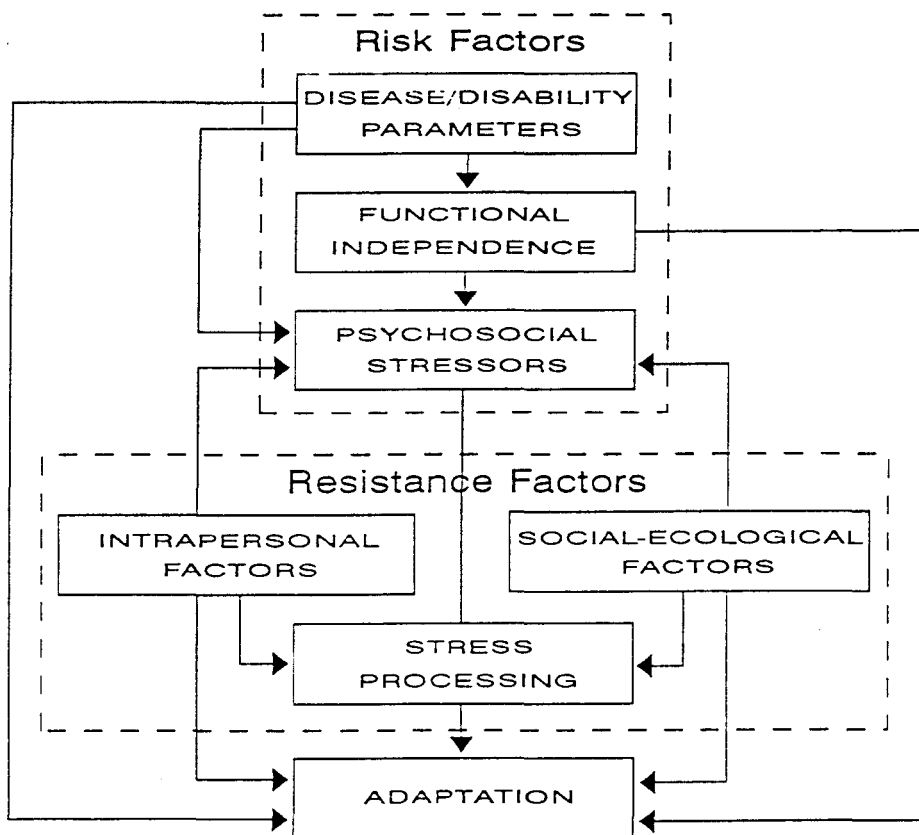 Risk Factors
DISEASE/DISABILITY
PARAMETERS
FUNCTIONAL
INDEPENDENCE
PSYCHOSOCIAL
STRESSORS
Resistance Factors
INTRAPERSONAL
FACTORS
SOCIAL-ECOLOGICAL
FACTORS
STRESS
PROCESSING
ADAPTATION